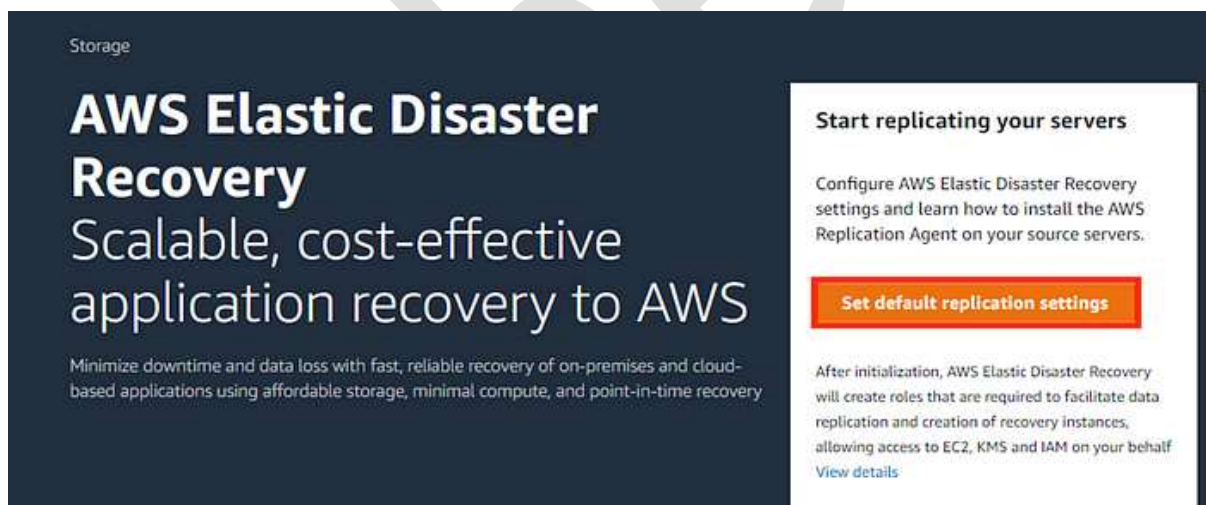 Storage
AWS Elastic Disaster
Recovery
Scalable, cost-effective
application recovery to AWS
Minimize downtime and data loss with fast, reliable recovery of on-premises and cloud-
based applications using affordable storage, minimal compute, and point-in-time recovery
Start replicating your servers
Configure AWS Elastic Disaster Recovery
settings and learn how to install the AWS
Replication Agent on your source servers.
Set default replication settings
After initialization, AWS Elastic Disaster Recovery
will create roles that are required to facilitate data
replication and creation of recovery instances,
allowing access to EC2, KMS and IAM on your behalf
View details